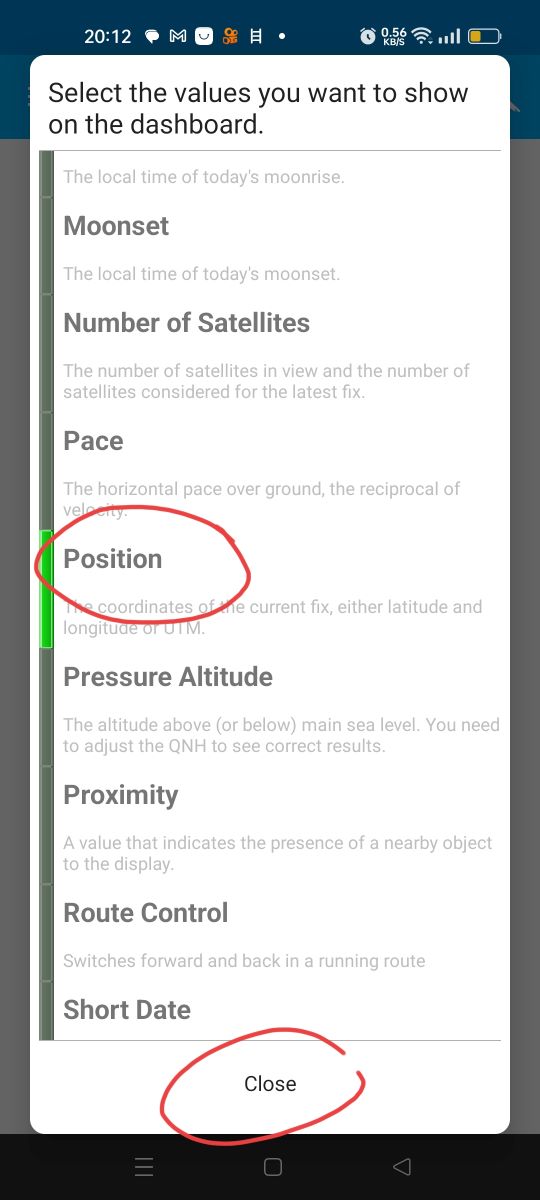 20:12
0.56
KB/S
Select the values you want to show
on the dashboard.
The local time of today's moonrise.
Moonset
The local time of today's moonset.
Number of Satellites
The number of satellites in view and the number of
satellites considered for the latest fix.
Pace
The horizontal pace over ground, the reciprocal of
velocity.
Position
The coordinates of the current fix, either latitude and
longitude or UTM.
Pressure Altitude
The altitude above (or below) main sea level. You need
to adjust the QNH to see correct results.
Proximity
A value that indicates the presence of a nearby object
to the display.
Route Control
Switches forward and back in a running route
Short Date
Close